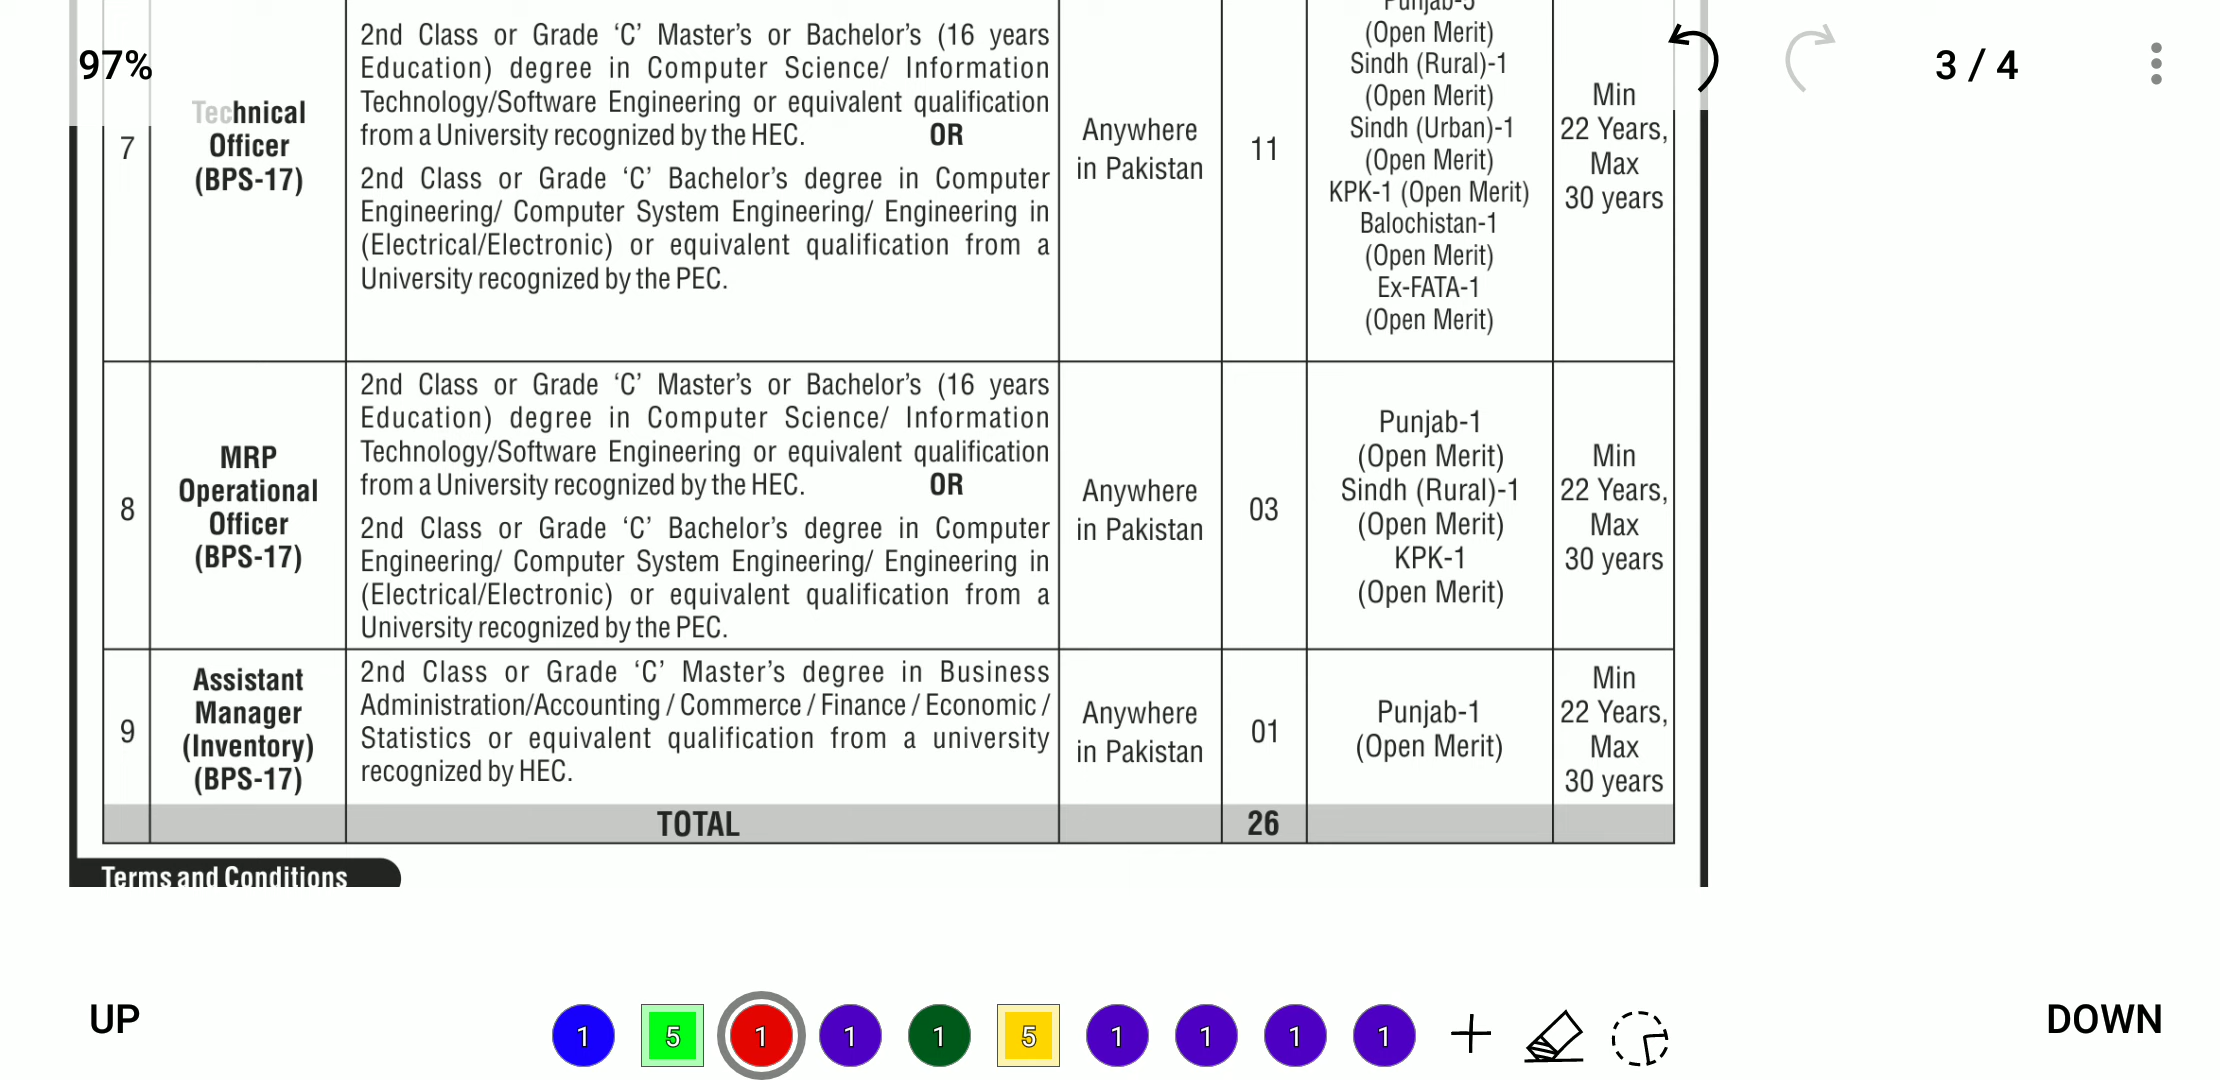 97%
3 / 4
7
Technical
Officer
(BPS-17)
2nd Class or Grade ‘C’ Master’s or Bachelor’s (16 years
Education) degree in Computer Science/ Information
Technology/Software Engineering or equivalent qualification
from a University recognized by the HEC. OR
2nd Class or Grade ‘C’ Bachelor’s degree in Computer
Engineering/ Computer System Engineering/ Engineering in
(Electrical/Electronic) or equivalent qualification from a
University recognized by the PEC.
Anywhere
in Pakistan
11
Punjab-5
(Open Merit)
Sindh (Rural)-1
(Open Merit)
Sindh (Urban)-1
(Open Merit)
KPK-1 (Open Merit)
Balochistan-1
(Open Merit)
Ex-FATA-1
(Open Merit)
Min
22 Years,
Max
30 years
8
MRP
Operational
Officer
(BPS-17)
2nd Class or Grade ‘C’ Master’s or Bachelor’s (16 years
Education) degree in Computer Science/ Information
Technology/Software Engineering or equivalent qualification
from a University recognized by the HEC. OR
2nd Class or Grade ‘C’ Bachelor’s degree in Computer
Engineering/ Computer System Engineering/ Engineering in
(Electrical/Electronic) or equivalent qualification from a
University recognized by the PEC.
Anywhere
in Pakistan
03
Punjab-1
(Open Merit)
Sindh (Rural)-1
(Open Merit)
KPK-1
(Open Merit)
Min
22 Years,
Max
30 years
9
Assistant
Manager
(Inventory)
(BPS-17)
2nd Class or Grade ‘C’ Master’s degree in Business
Administration/Accounting / Commerce / Finance / Economic /
Statistics or equivalent qualification from a university
recognized by HEC.
Anywhere
in Pakistan
01
Punjab-1
(Open Merit)
Min
22 Years,
Max
30 years
TOTAL 26
Terms and Conditions
UP
1 5 1 1 1 5 1 1 1 1
DOWN